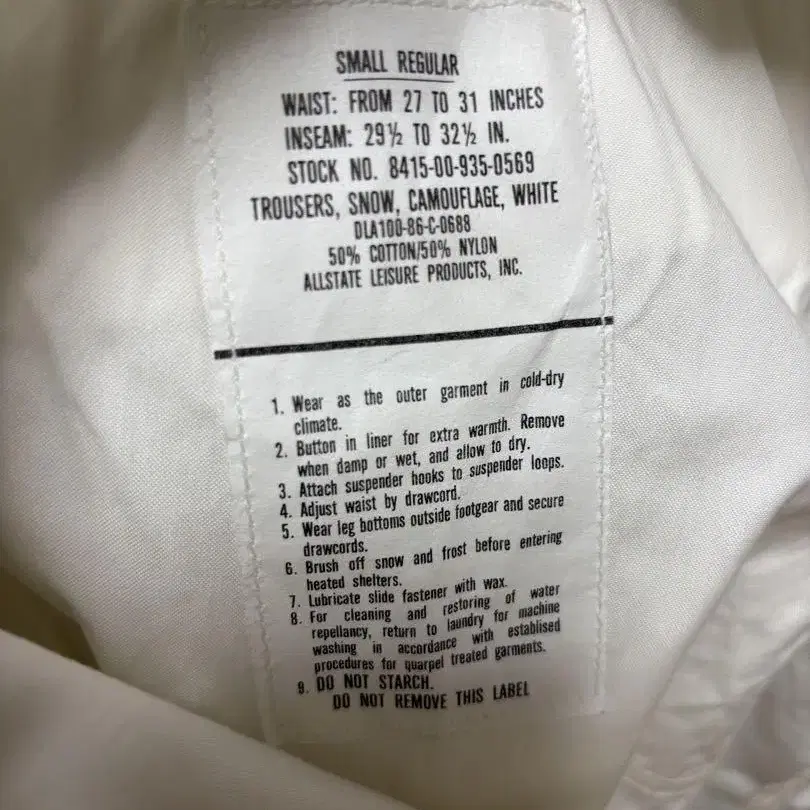 SMALL REGULAR
WAIST: FROM 27 TO 31 INCHES
INSEAM: 29½ TO 32½ IN.
STOCK NO. 8415-00-935-0569
TROUSERS, SNOW, CAMOUFLAGE, WHITE
DLA100-86-C-0688
50% COTTON/50% NYLON
ALLSTATE LEISURE PRODUCTS, INC.
1. Wear as the outer garment in cold-dry
climate.
2. Button in liner for extra warmth. Remove
when damp or wet, and allow to dry.
3. Attach suspender hooks to suspender loops.
4. Adjust waist by drawcord.
5. Wear leg bottoms outside footgear and secure
drawcords.
6. Brush off snow and frost before entering
heated shelters.
7. Lubricate slide fastener with wax.
8. For cleaning and restoring of water
repellancy, return to laundry for machine
washing in accordance with establised
procedures for quarpel treated garments.
9. DO NOT STARCH.
DO NOT REMOVE THIS LABEL